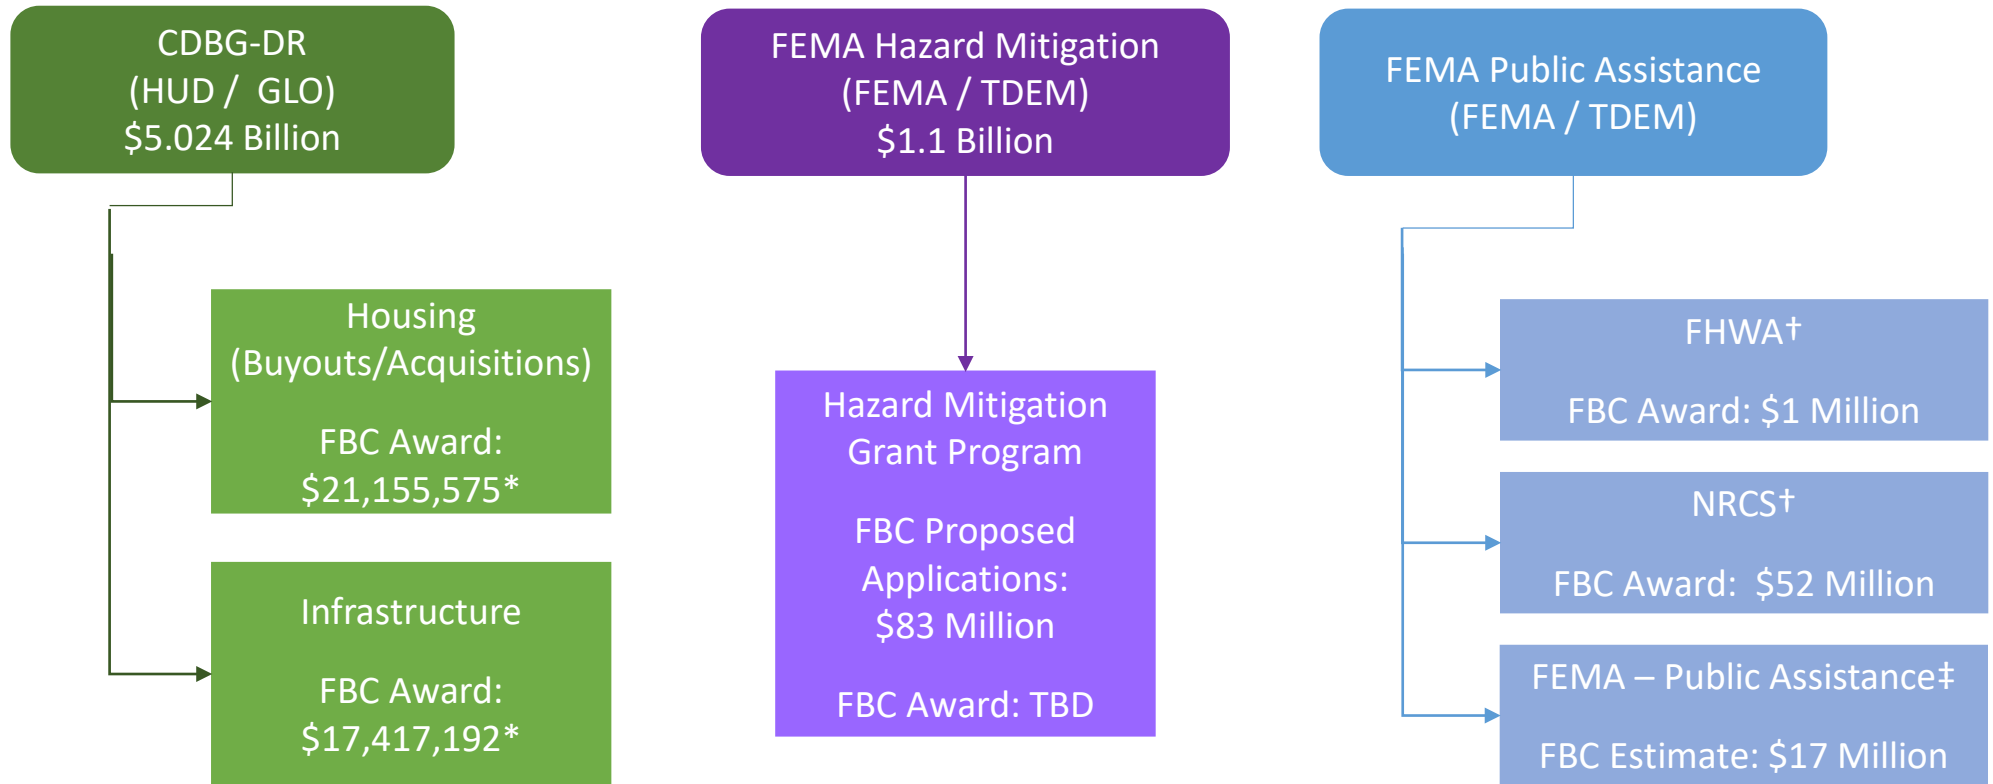 CDBG-DR
(HUD /  GLO)
$5.024 Billion
Housing
(Buyouts/Acquisitions)
FBC Award:
$21,155,575*
Infrastructure
FBC Award:
$17,417,192*
FEMA Hazard Mitigation
(FEMA / TDEM)
$1.1 Billion
Hazard Mitigation
Grant Program
FBC Proposed
Applications:
$83 Million
FBC Award: TBD
FEMA Public Assistance
(FEMA / TDEM)
FHWA†
FBC Award: $1 Million
NRCS†
FBC Award:  $52 Million
FEMA – Public Assistance‡
FBC Estimate: $17 Million